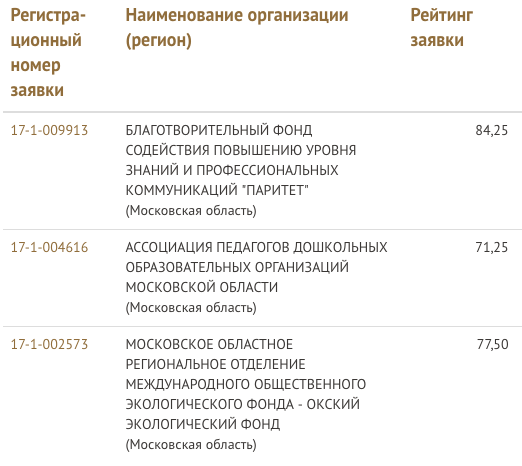 Регистра-
ционный
номер
заявки
Наименование организации
(регион)
Рейтинг
заявки
17-1-009913
БЛАГОТВОРИТЕЛЬНЫЙ ФОНД
СОДЕЙСТВИЯ ПОВЫШЕНИЮ УРОВНЯ
ЗНАНИЙ И ПРОФЕССИОНАЛЬНЫХ
КОММУНИКАЦИЙ "ПАРИТЕТ"
(Московская область)
84,25
17-1-004616
АССОЦИАЦИЯ ПЕДАГОГОВ ДОШКОЛЬНЫХ
ОБРАЗОВАТЕЛЬНЫХ ОРГАНИЗАЦИЙ
МОСКОВСКОЙ ОБЛАСТИ
(Московская область)
71,25
17-1-002573
МОСКОВСКОЕ ОБЛАСТНОЕ
РЕГИОНАЛЬНОЕ ОТДЕЛЕНИЕ
МЕЖДУНАРОДНОГО ОБЩЕСТВЕННОГО
ЭКОЛОГИЧЕСКОГО ФОНДА - ОКСКИЙ
ЭКОЛОГИЧЕСКИЙ ФОНД
(Московская область)
77,50